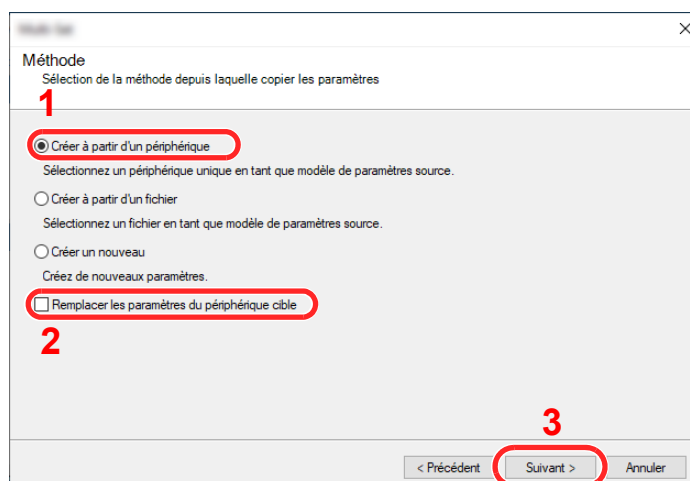 Méthode
Sélection de la méthode depuis laquelle copier les paramètres
1
Créer à partir d'un périphérique
Sélectionnez un périphérique unique en tant que modèle de paramètres source.
Créer à partir d'un fichier
Sélectionnez un fichier en tant que modèle de paramètres source.
Créer un nouveau
Créez de nouveaux paramètres.
Remplacer les paramètres du périphérique cible
2
3
< Précédent Suivant > Annuler